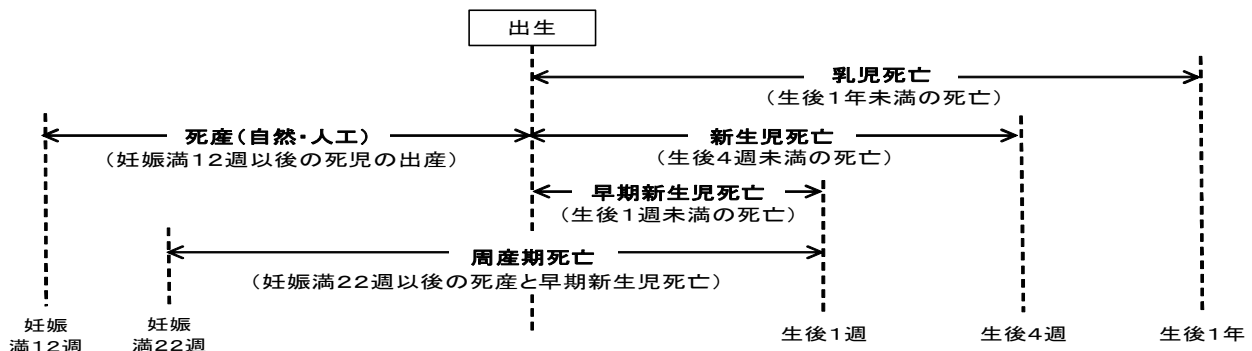 出生
乳児死亡
（生後1年未満の死亡）
死産（自然・人工）
（妊娠満12週以後の死児の出産）
新生児死亡
（生後4週未満の死亡）
早期新生児死亡
（生後1週未満の死亡）
周産期死亡
（妊娠満22週以後の死産と早期新生児死亡）
妊娠
満12週
妊娠
満22週
生後1週
生後4週
生後1年